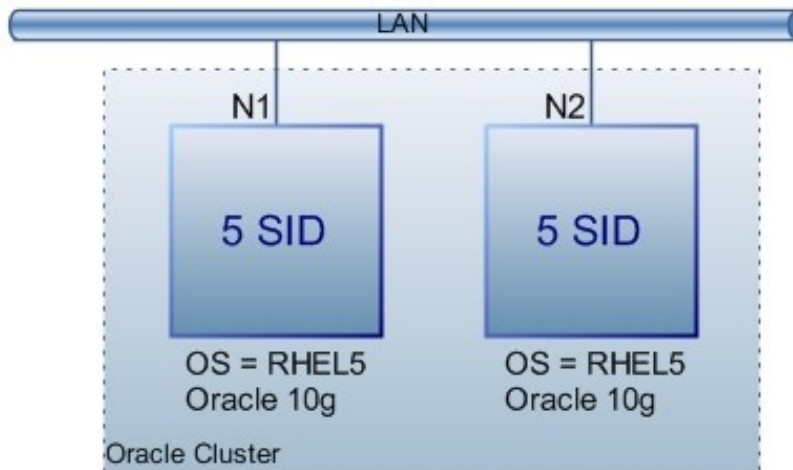 LAN
N1
N2
5 SID
5 SID
OS = RHEL5
Oracle 10g
OS = RHEL5
Oracle 10g
Oracle Cluster